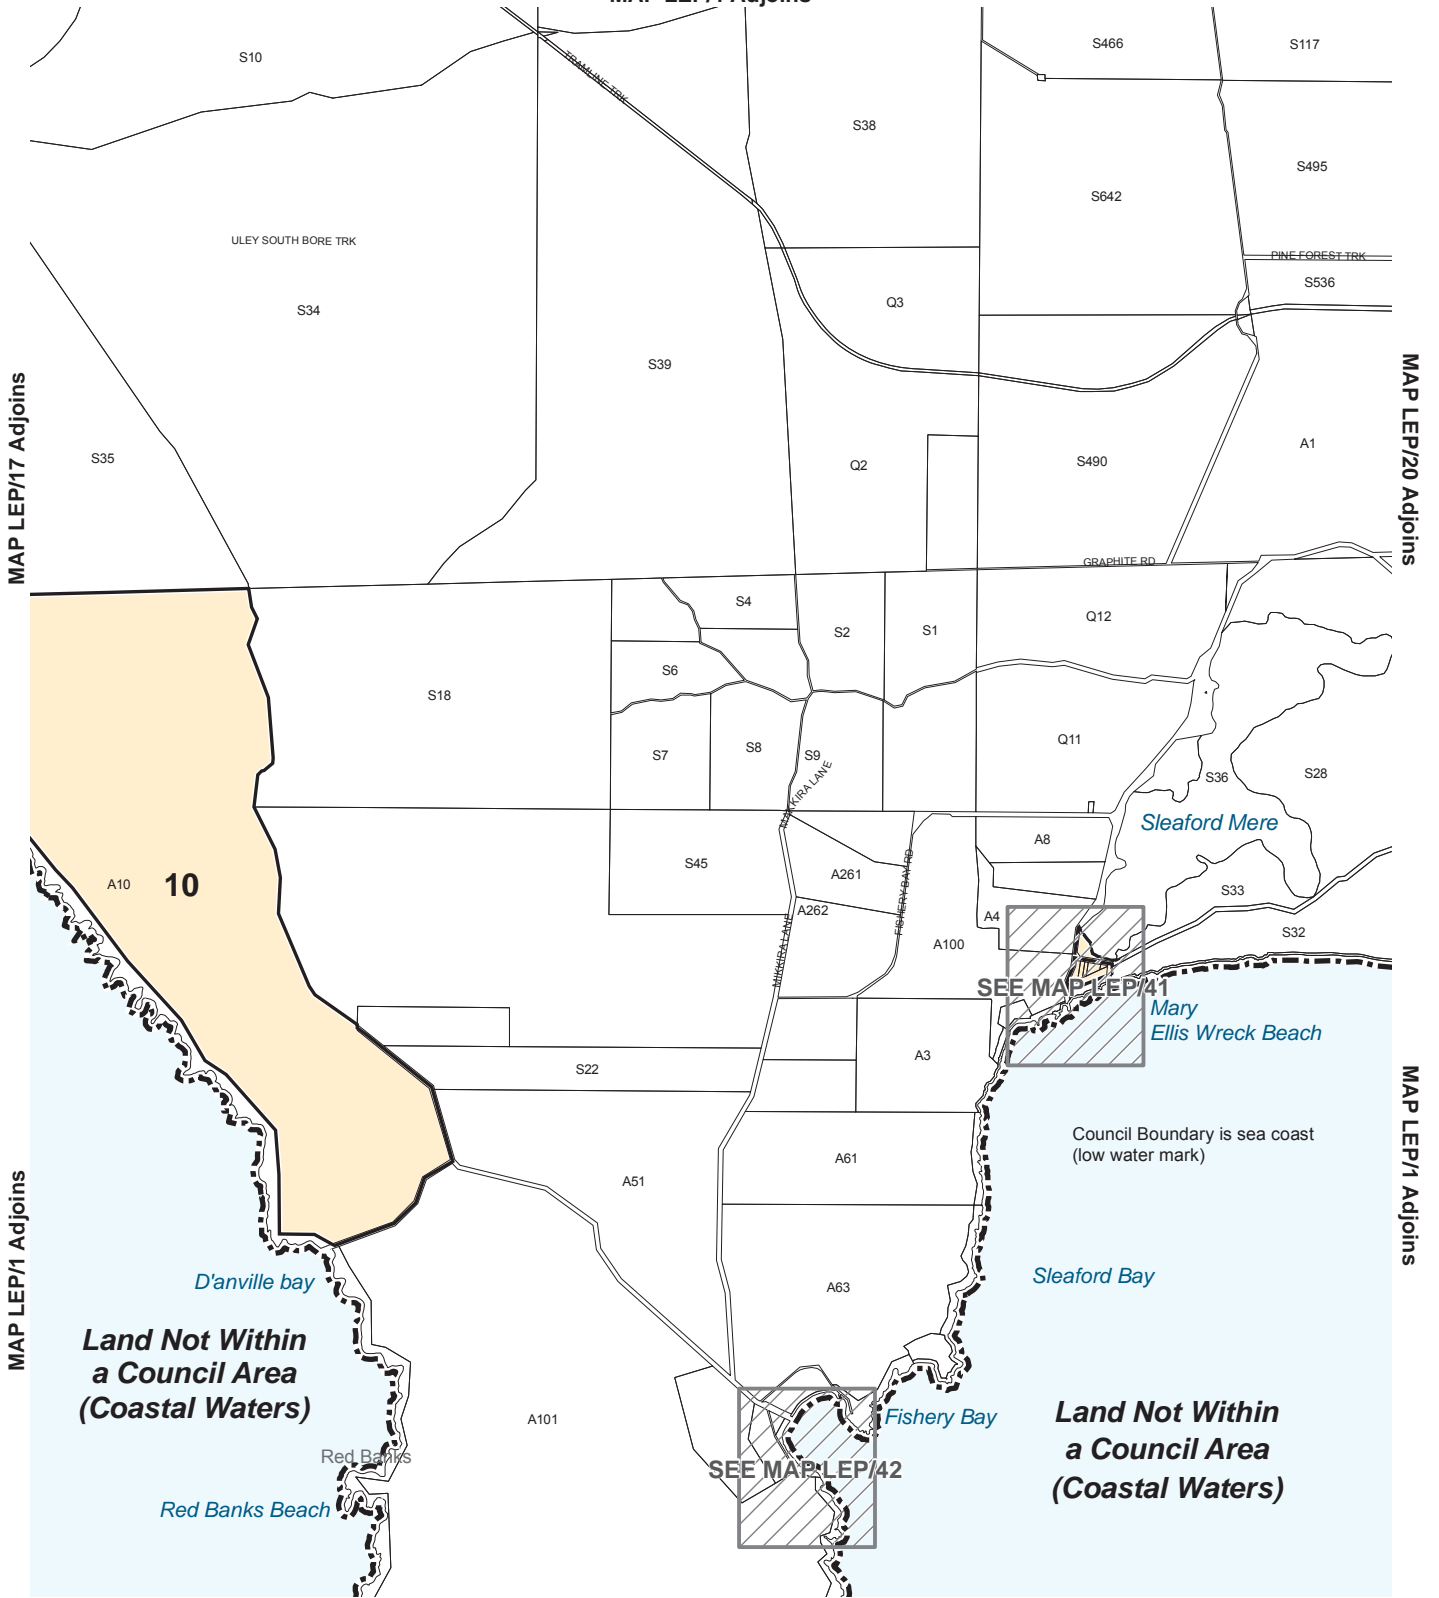 S10
S466
S117
TRAMLINE TRK
S38
S495
S642
ULEY SOUTH BORE TRK
PINE FOREST TRK
S536
S34
Q3
S39
MAP LEP/17 Adjoins
MAP LEP/20 Adjoins
S35
Q2
S490
A1
GRAPHITE RD
S4
S2
S1
Q12
S6
S18
S7
S8
S9
Q11
S36
S28
MIKKIRA LANE
Sleaford Mere
A8
S45
A261
A10
10
FISHERY BAY RD
S33
A262
A4
S32
A100
MIKKIRA LANE
SEE MAP LEP/41
Mary
Ellis Wreck Beach
A3
S22
Council Boundary is sea coast
(low water mark)
A61
A51
MAP LEP/1 Adjoins
MAP LEP/1 Adjoins
D'anville bay
Sleaford Bay
A63
Land Not Within
a Council Area
(Coastal Waters)
A101
Fishery Bay
Land Not Within
a Council Area
(Coastal Waters)
Red Banks
SEE MAP LEP/42
Red Banks Beach